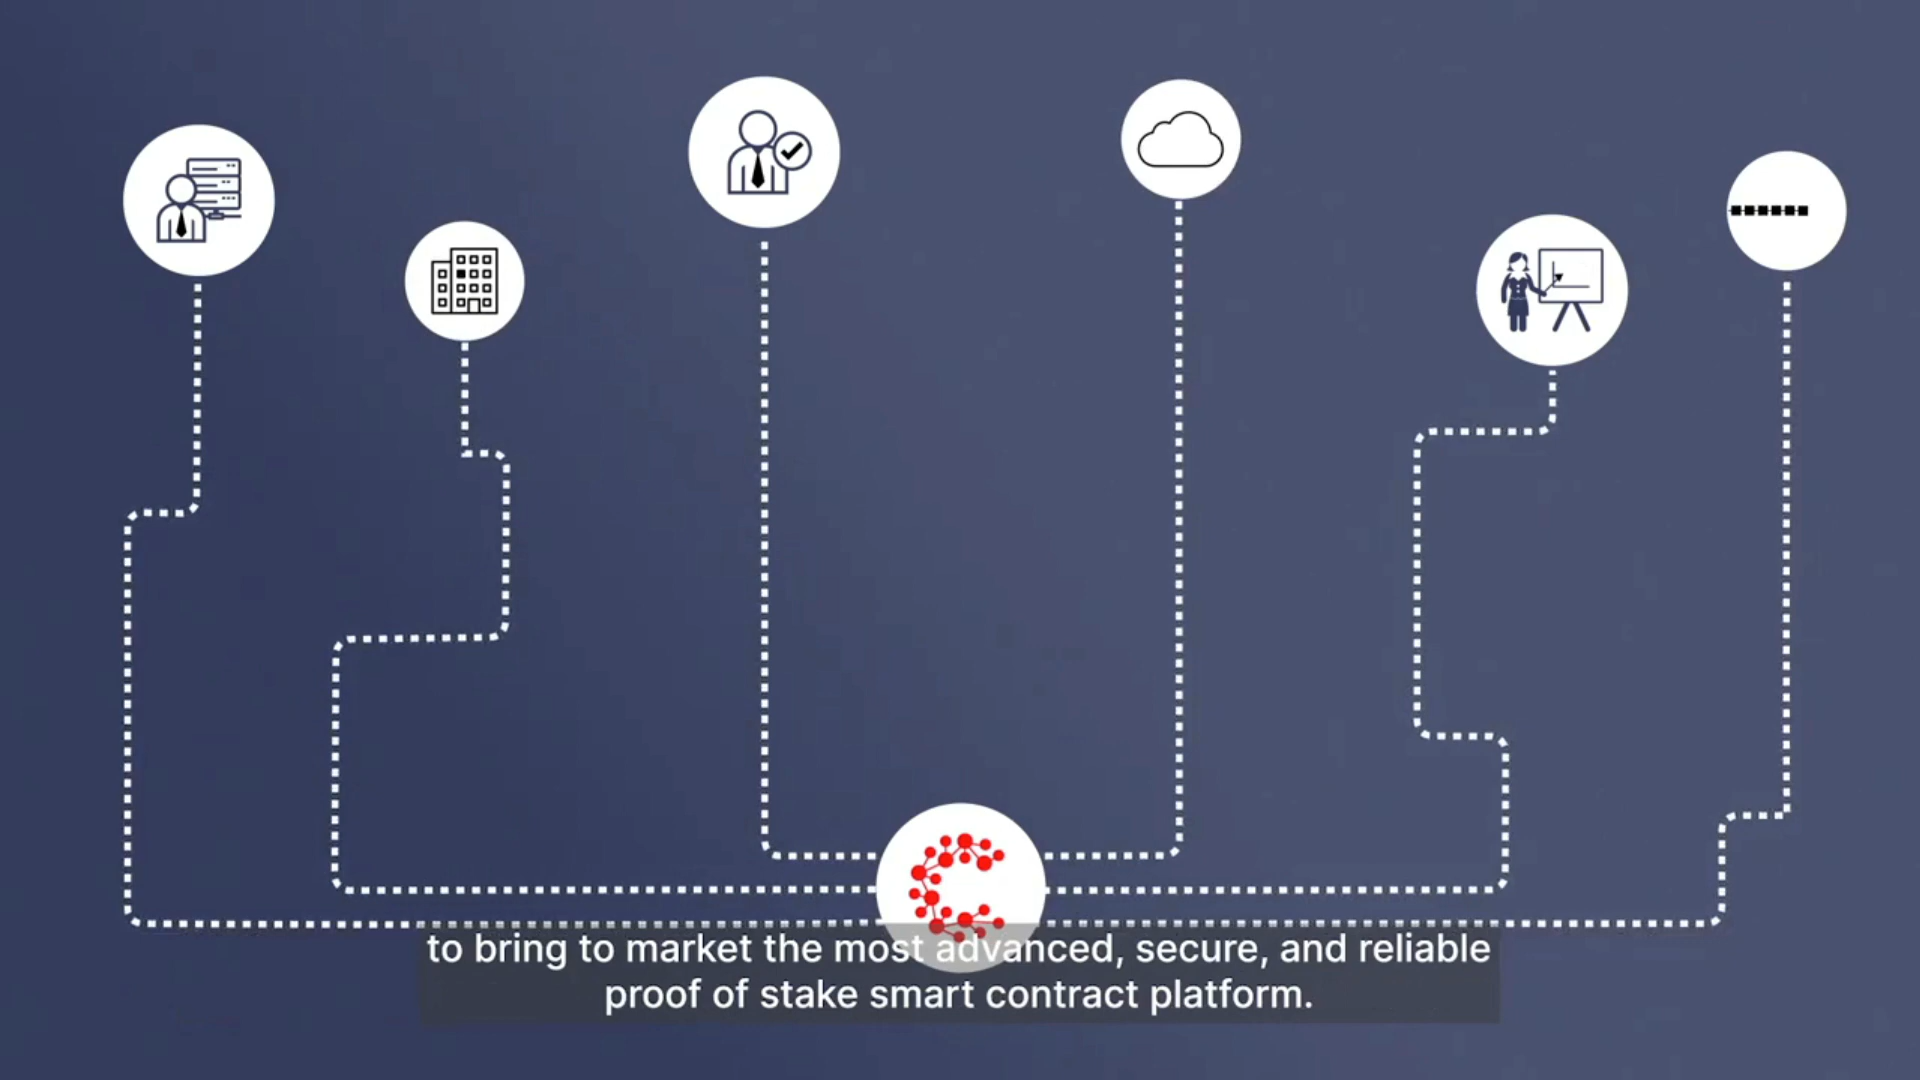 to bring to market the most advanced, secure, and reliable
proof of stake smart contract platform.